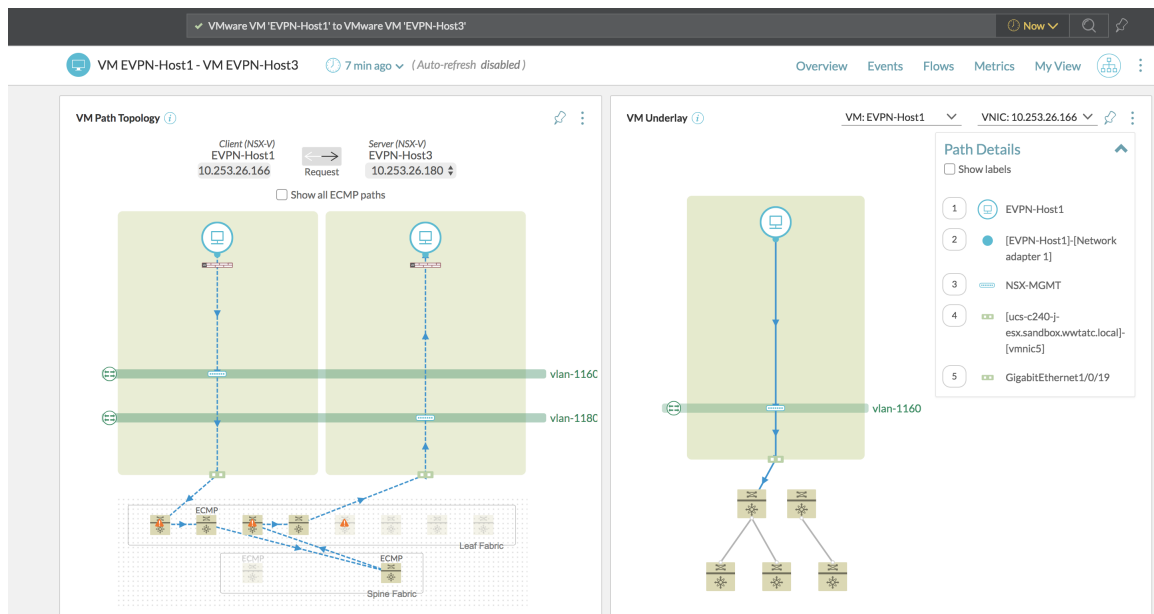 VMware VM 'EVPN-Host1' to VMware VM 'EVPN-Host3'
Now
VM EVPN-Host1 - VM EVPN-Host3
7 min ago
(Auto-refresh disabled)
Overview
Events
Flows
Metrics
My View
VM Path Topology
Client (NSX-V)
EVPN-Host1
10.253.26.166
Request
Server (NSX-V)
EVPN-Host3
10.253.26.180
Show all ECMP paths
vlan-1160
vlan-1180
ECMP
Leaf Fabric
ECMP
ECMP
Spine Fabric
VM Underlay
VM: EVPN-Host1
VNIC: 10.253.26.166
Path Details
Show labels
1
EVPN-Host1
2
[EVPN-Host1]-[Network
adapter 1]
3
NSX-MGMT
4
[ucs-c240-j-
esx.sandbox.wwtatc.local]-
[vmnic5]
5
GigabitEthernet1/0/19
vlan-1160